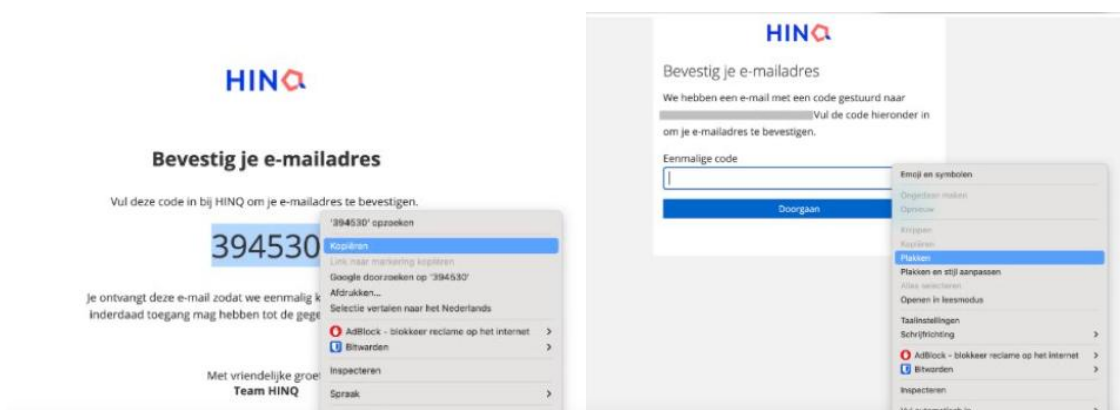 HINQ
Bevestig je e-mailadres
Vul deze code in bij HINQ om je e-mailadres te bevestigen.
394530
Je ontvangt deze e-mail zodat we eenmalig k
inderdaad toegang mag hebben tot de gege
Met vriendelijke groe
Team HINQ
'394530' opzoeken
Kopiëren
Link naar markering kopiëren
Google doorzoeken op '394530'
Afdrukken...
Selectie vertalen naar het Nederlands
AdBlock - blokkeer reclame op het internet
Bitwarden
Inspecteren
Spraak
HINQ
Bevestig je e-mailadres
We hebben een e-mail met een code gestuurd naar
Vul de code hieronder in
om je e-mailadres te bevestigen.
Eenmalige code
Doorgaan
Emoji en symbolen
Ongedaan maken
Opnieuw
Knippen
Kopiëren
Plakken
Plakken en stijl aanpassen
Alles selecteren
Openen in leesmodus
Taalinstellingen
Schrijfrichting
AdBlock - blokkeer reclame op het internet
Bitwarden
Inspecteren
Vul automatisch in